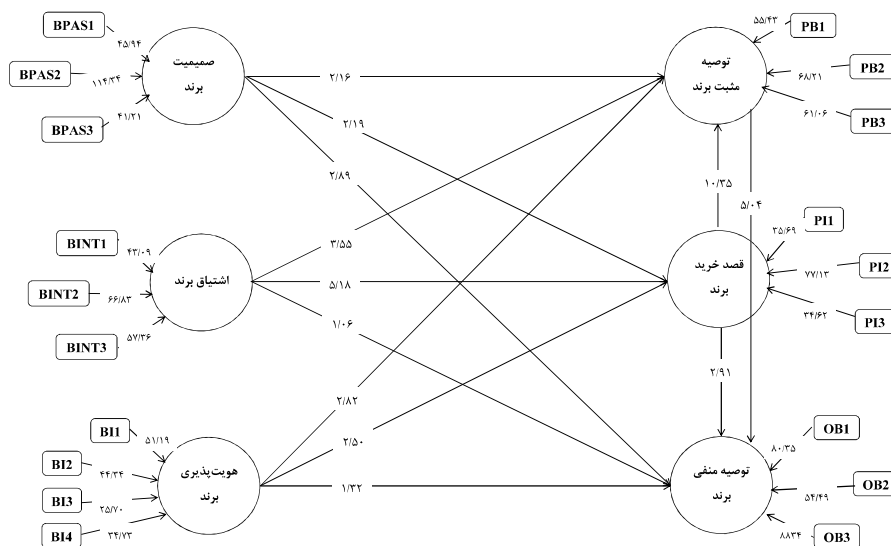 BPAS1
۴۵/۹۴
BPAS2
۱۱۴/۳۴
BPAS3
۴۱/۲۱
صمیمیت
برند
BINT1
۴۳/۰۹
BINT2
۶۶/۸۳
BINT3
۵۷/۳۶
اشتیاق برند
BI1
۵۱/۱۹
BI2
۴۴/۳۴
BI3
۲۵/۷۰
BI4
۳۴/۷۳
هویت‌پذیری
برند
۲/۱۶
۲/۱۹
۲/۸۹
۳/۵۵
۵/۱۸
۱/۰۶
۲/۸۲
۲/۵۰
۱/۳۲
توصیه
مثبت برند
PB1
۵۵/۴۳
PB2
۶۸/۲۱
PB3
۶۱/۰۶
۱۰/۳۵
۵/۰۴
قصد خرید
برند
PI1
۳۵/۶۹
PI2
۷۷/۱۳
PI3
۳۴/۶۲
۲/۹۱
توصیه منفی
برند
OB1
۸۰/۳۵
OB2
۵۴/۴۹
OB3
۸۸۳۴